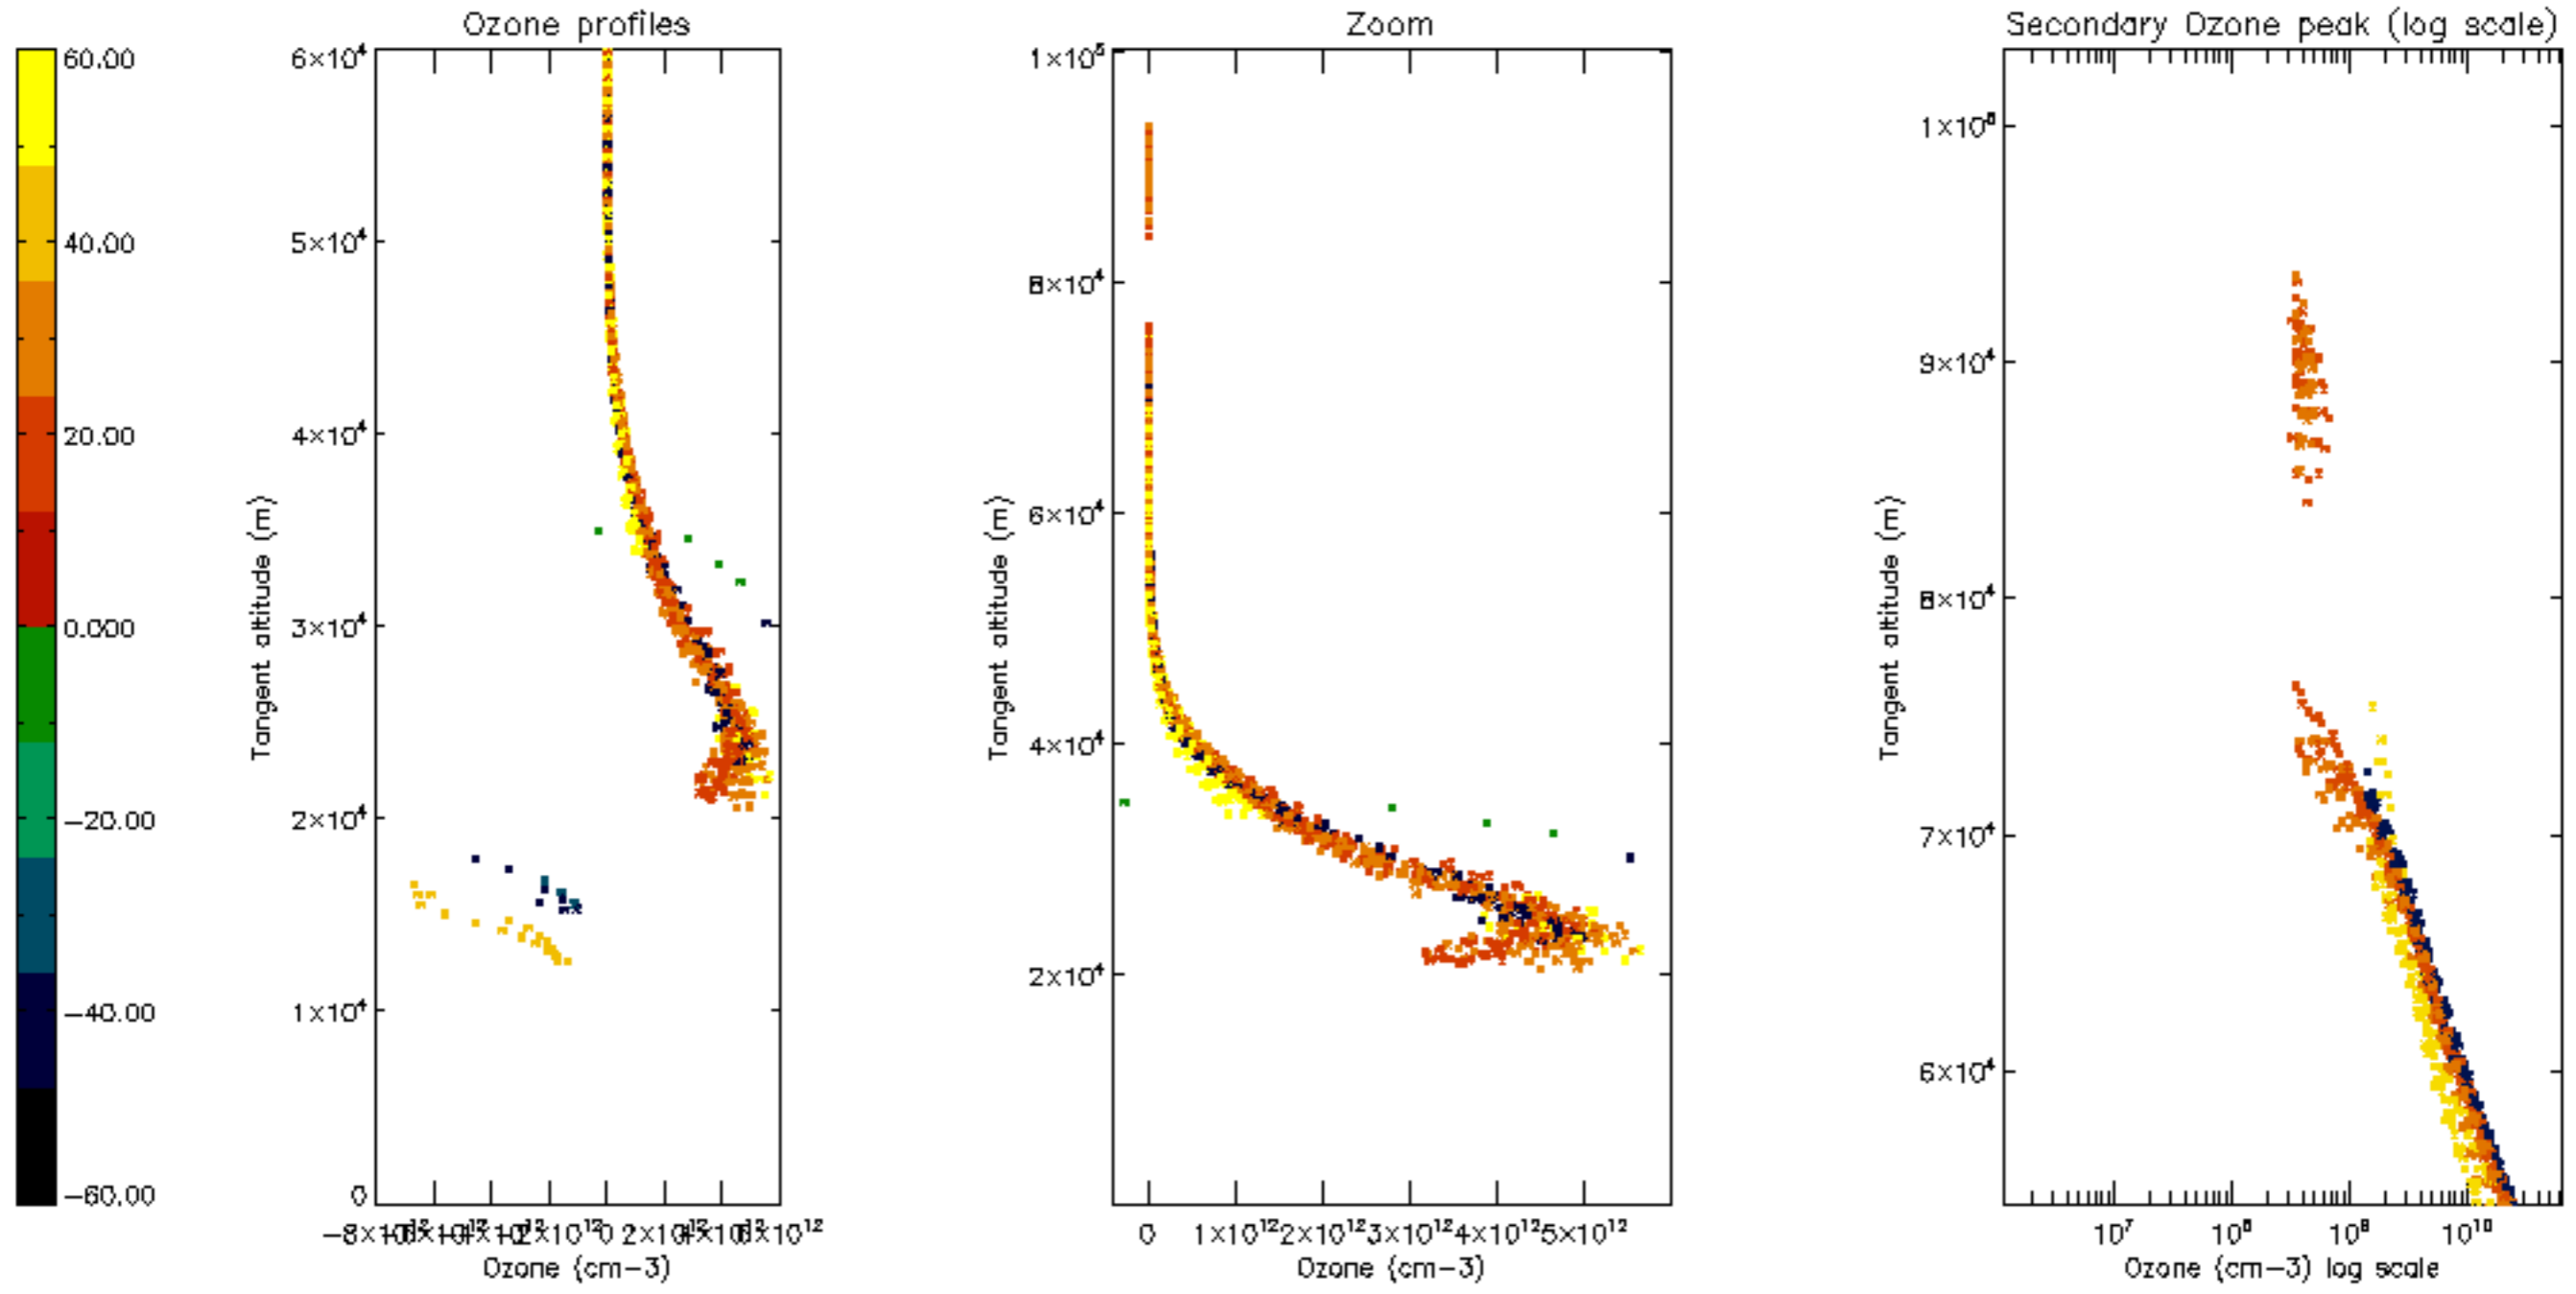 Ozone profiles
Zoom
Secondary Ozone peak (log scale)
60.00
40.00
20.00
0.000
−20.00
−40.00
−60.00
Tangent altitude (m)
6×10⁴
5×10⁴
4×10⁴
3×10⁴
2×10⁴
1×10⁴
0
0
6×10¹²
Ozone (cm−3)
Tangent altitude (m)
1×10⁵
8×10⁴
6×10⁴
4×10⁴
2×10⁴
0 1×10¹² 2×10¹² 3×10¹² 4×10¹² 5×10¹²
Ozone (cm−3)
Tangent altitude (m)
1×10⁵
9×10⁴
8×10⁴
7×10⁴
6×10⁴
10⁷ 10⁸ 10⁹ 10¹⁰
Ozone (cm−3) log scale